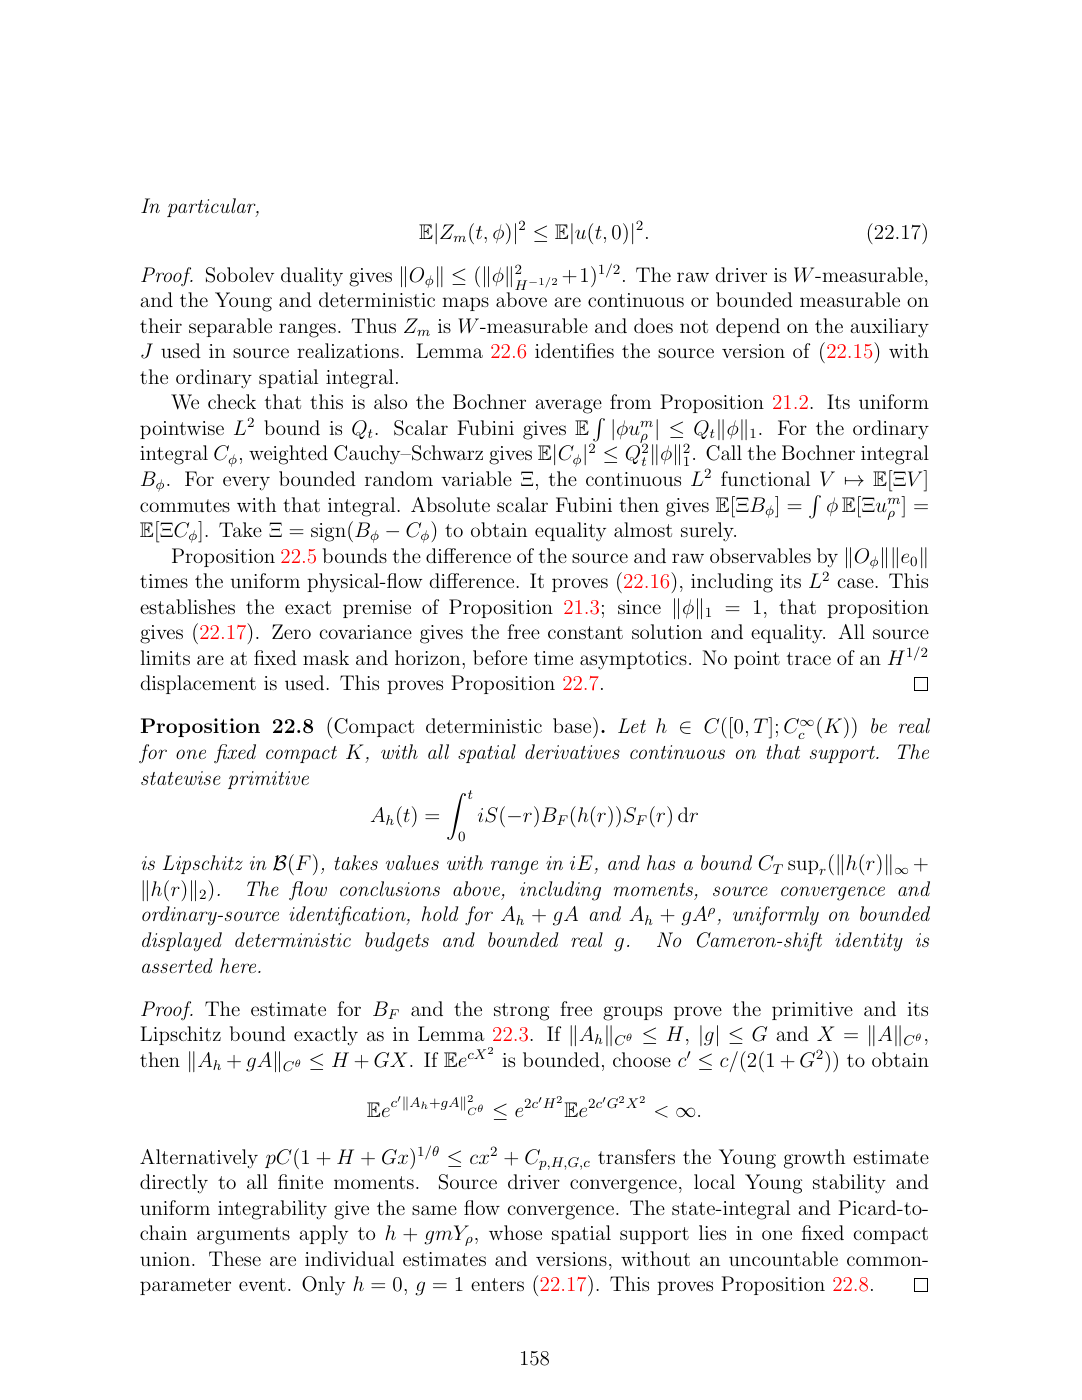 In particular,
𝔼|Z_m(t, ϕ)|² ≤ 𝔼|u(t, 0)|². (22.17)
Proof. Sobolev duality gives ‖O_ϕ‖ ≤ (‖ϕ‖²_{H^{−1/2}} +1)^{1/2}. The raw driver is W-measurable,
and the Young and deterministic maps above are continuous or bounded measurable on
their separable ranges. Thus Z_m is W-measurable and does not depend on the auxiliary
J used in source realizations. Lemma 22.6 identifies the source version of (22.15) with
the ordinary spatial integral.
We check that this is also the Bochner average from Proposition 21.2. Its uniform
pointwise L² bound is Q_t. Scalar Fubini gives 𝔼 ∫ |ϕu_ρ^m| ≤ Q_t‖ϕ‖₁. For the ordinary
integral C_ϕ, weighted Cauchy–Schwarz gives 𝔼|C_ϕ|² ≤ Q_t²‖ϕ‖₁². Call the Bochner integral
B_ϕ. For every bounded random variable Ξ, the continuous L² functional V ↦ 𝔼[ΞV]
commutes with that integral. Absolute scalar Fubini then gives 𝔼[ΞB_ϕ] = ∫ ϕ 𝔼[Ξu_ρ^m] =
𝔼[ΞC_ϕ]. Take Ξ = sign(B_ϕ − C_ϕ) to obtain equality almost surely.
Proposition 22.5 bounds the difference of the source and raw observables by ‖O_ϕ‖‖e₀‖
times the uniform physical-flow difference. It proves (22.16), including its L² case. This
establishes the exact premise of Proposition 21.3; since ‖ϕ‖₁ = 1, that proposition
gives (22.17). Zero covariance gives the free constant solution and equality. All source
limits are at fixed mask and horizon, before time asymptotics. No point trace of an H^{1/2}
displacement is used. This proves Proposition 22.7. □
Proposition 22.8 (Compact deterministic base). Let h ∈ C([0, T]; C_c^∞(K)) be real
for one fixed compact K, with all spatial derivatives continuous on that support. The
statewise primitive
A_h(t) = ∫_0^t iS(−r)B_F(h(r))S_F(r) dr
is Lipschitz in 𝓑(F), takes values with range in iE, and has a bound C_T sup_r(‖h(r)‖_∞ +
‖h(r)‖₂). The flow conclusions above, including moments, source convergence and
ordinary-source identification, hold for A_h + gA and A_h + gA^ρ, uniformly on bounded
displayed deterministic budgets and bounded real g. No Cameron-shift identity is
asserted here.
Proof. The estimate for B_F and the strong free groups prove the primitive and its
Lipschitz bound exactly as in Lemma 22.3. If ‖A_h‖_{C^θ} ≤ H, |g| ≤ G and X = ‖A‖_{C^θ},
then ‖A_h + gA‖_{C^θ} ≤ H + GX. If 𝔼e^{cX²} is bounded, choose c′ ≤ c/(2(1 + G²)) to obtain
𝔼e^{c′‖A_h+gA‖²_{C^θ}} ≤ e^{2c′H²}𝔼e^{2c′G²X²} < ∞.
Alternatively pC(1 + H + Gx)^{1/θ} ≤ cx² + C_{p,H,G,c} transfers the Young growth estimate
directly to all finite moments. Source driver convergence, local Young stability and
uniform integrability give the same flow convergence. The state-integral and Picard-to-
chain arguments apply to h + gmY_ρ, whose spatial support lies in one fixed compact
union. These are individual estimates and versions, without an uncountable common-
parameter event. Only h = 0, g = 1 enters (22.17). This proves Proposition 22.8. □
158